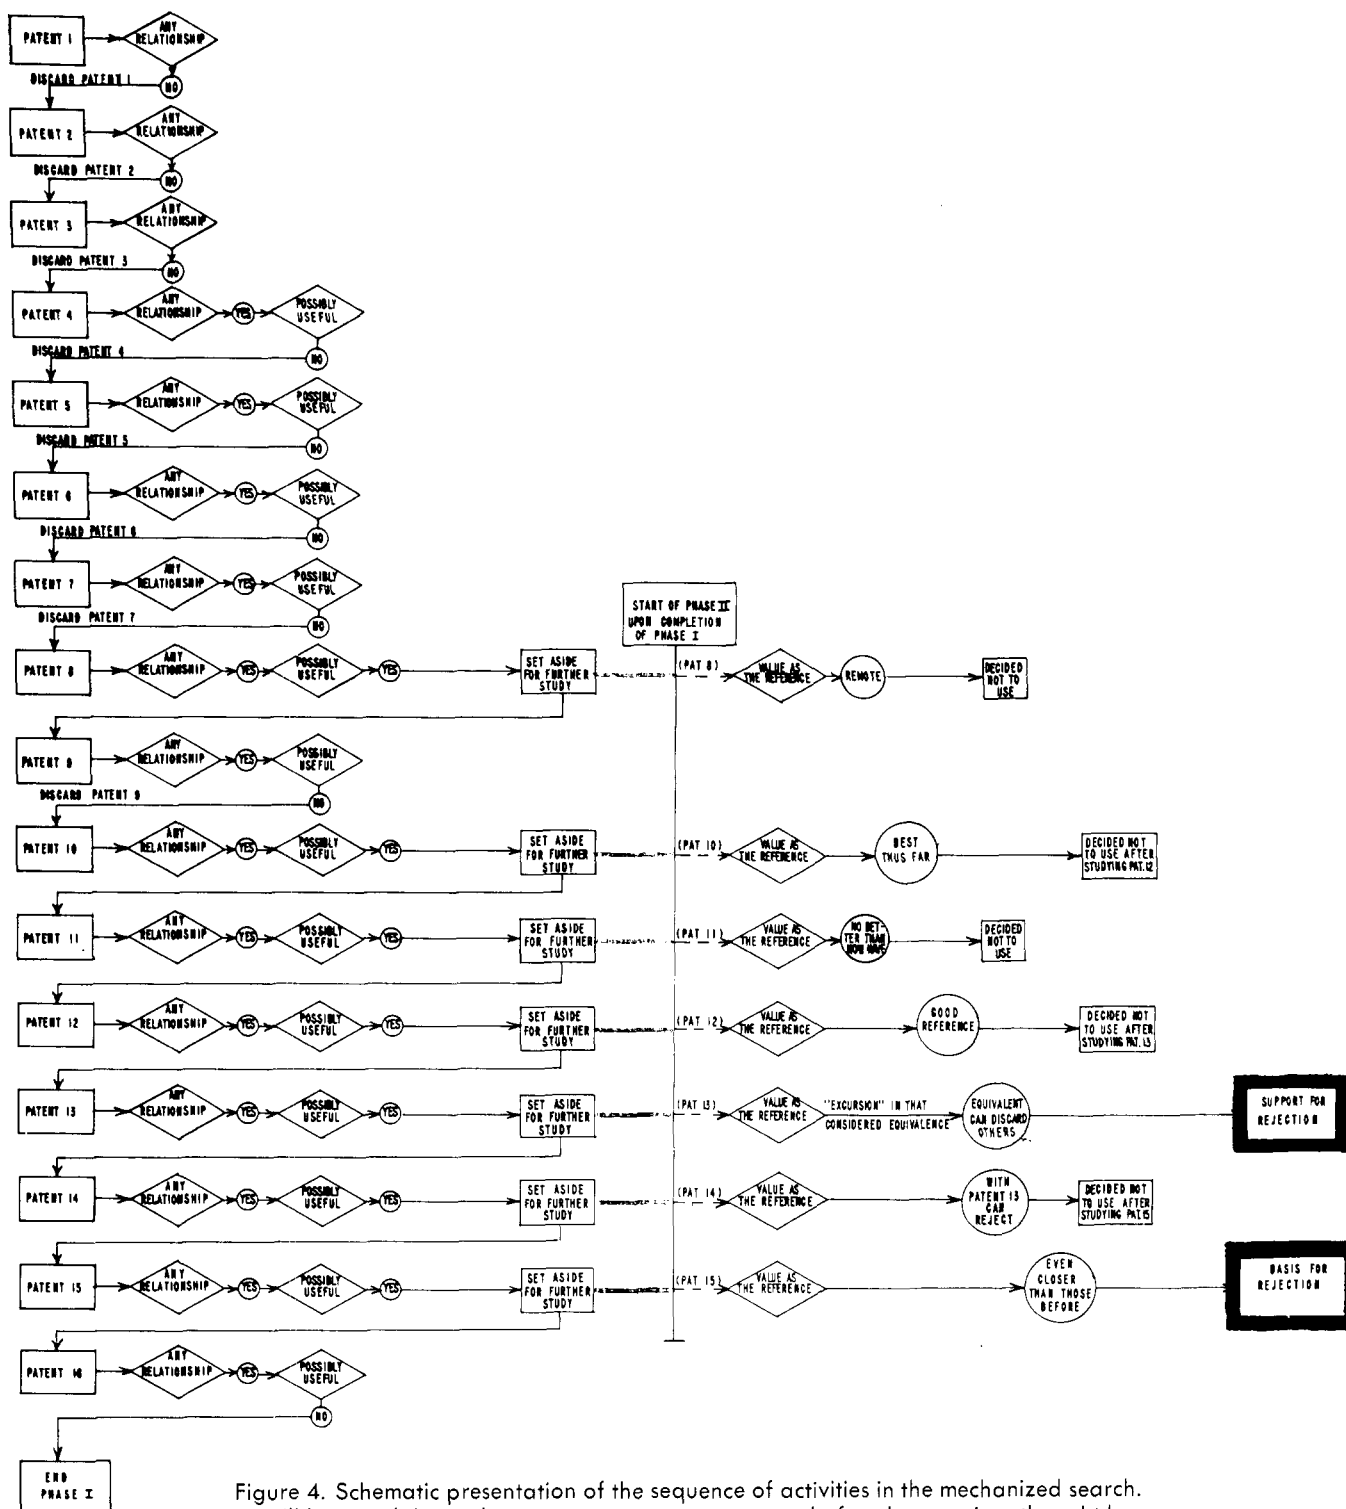 PATENT 1
ANY
RELATIONSHIP
NO
DISCARD PATENT 1
PATENT 2
ANY
RELATIONSHIP
NO
DISCARD PATENT 2
PATENT 3
ANY
RELATIONSHIP
NO
DISCARD PATENT 3
PATENT 4
ANY
RELATIONSHIP
YES
POSSIBLY
USEFUL
NO
DISCARD PATENT 4
PATENT 5
ANY
RELATIONSHIP
YES
POSSIBLY
USEFUL
NO
DISCARD PATENT 5
PATENT 6
ANY
RELATIONSHIP
YES
POSSIBLY
USEFUL
NO
DISCARD PATENT 6
PATENT 7
ANY
RELATIONSHIP
YES
POSSIBLY
USEFUL
NO
DISCARD PATENT 7
START OF PHASE II
UPON COMPLETION
OF PHASE I
PATENT 8
ANY
RELATIONSHIP
YES
POSSIBLY
USEFUL
YES
SET ASIDE
FOR FURTHER
STUDY
(PAT 8)
VALUE AS
THE REFERENCE
REMOTE
DECIDED
NOT TO
USE
PATENT 9
ANY
RELATIONSHIP
YES
POSSIBLY
USEFUL
NO
DISCARD PATENT 9
PATENT 10
ANY
RELATIONSHIP
YES
POSSIBLY
USEFUL
YES
SET ASIDE
FOR FURTHER
STUDY
(PAT 10)
VALUE AS
THE REFERENCE
BEST
THUS FAR
DECIDED NOT
TO USE AFTER
STUDYING PAT. 12
PATENT 11
ANY
RELATIONSHIP
YES
POSSIBLY
USEFUL
YES
SET ASIDE
FOR FURTHER
STUDY
(PAT 11)
VALUE AS
THE REFERENCE
NO BET-
TER THAN
NOW HAVE
DECIDED
NOT TO
USE
PATENT 12
ANY
RELATIONSHIP
YES
POSSIBLY
USEFUL
YES
SET ASIDE
FOR FURTHER
STUDY
(PAT 12)
VALUE AS
THE REFERENCE
GOOD
REFERENCE
DECIDED NOT
TO USE AFTER
STUDYING PAT. 13
PATENT 13
ANY
RELATIONSHIP
YES
POSSIBLY
USEFUL
YES
SET ASIDE
FOR FURTHER
STUDY
(PAT 13)
VALUE AS
THE REFERENCE
"EXCURSION" IN THAT
CONSIDERED EQUIVALENCE
EQUIVALENT
CAN DISCARD
OTHERS
SUPPORT FOR
REJECTION
PATENT 14
ANY
RELATIONSHIP
YES
POSSIBLY
USEFUL
YES
SET ASIDE
FOR FURTHER
STUDY
(PAT 14)
VALUE AS
THE REFERENCE
WITH
PATENT 13
CAN
REJECT
DECIDED NOT
TO USE AFTER
STUDYING PAT. 15
PATENT 15
ANY
RELATIONSHIP
YES
POSSIBLY
USEFUL
YES
SET ASIDE
FOR FURTHER
STUDY
(PAT 15)
VALUE AS
THE REFERENCE
EVEN
CLOSER
THAN THOSE
BEFORE
BASIS FOR
REJECTION
PATENT 16
ANY
RELATIONSHIP
YES
POSSIBLY
USEFUL
NO
END
PHASE I
Figure 4. Schematic presentation of the sequence of activities in the mechanized search.